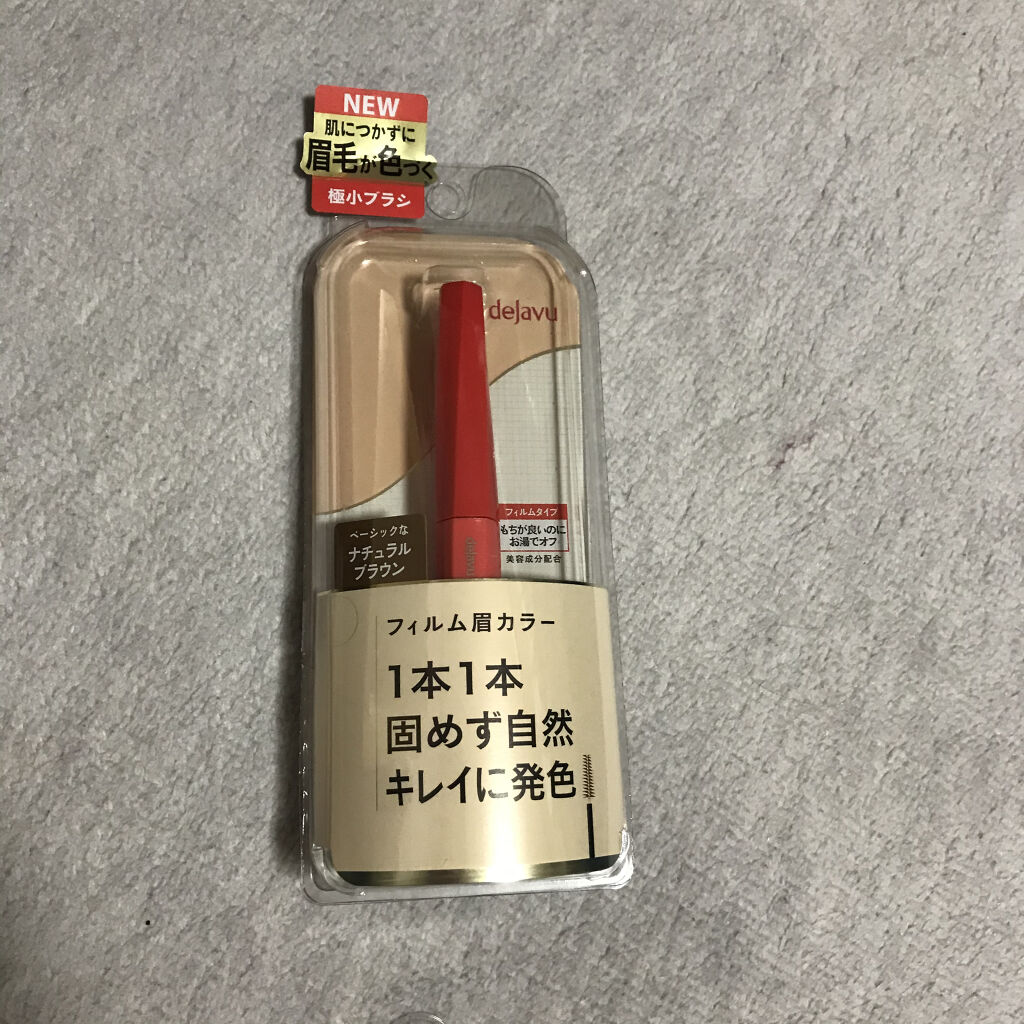 NEW
肌につかずに
眉毛が色づく
極小ブラシ
dejavu
フィルムタイプ
もちが良いのに
お湯でオフ
美容成分配合
ベーシックな
ナチュラル
ブラウン
dejavu
フィルム眉カラー
1本1本
固めず自然
キレイに発色